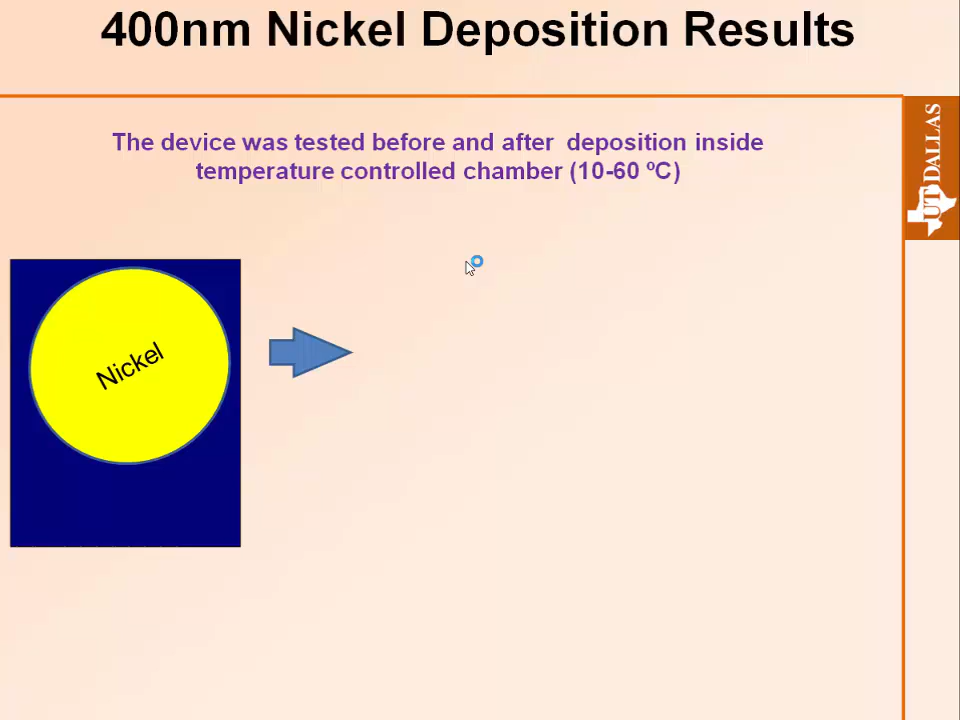 400nm Nickel Deposition Results
The device was tested before and after  deposition inside
temperature controlled chamber (10-60 ºC)
UT DALLAS
Nickel